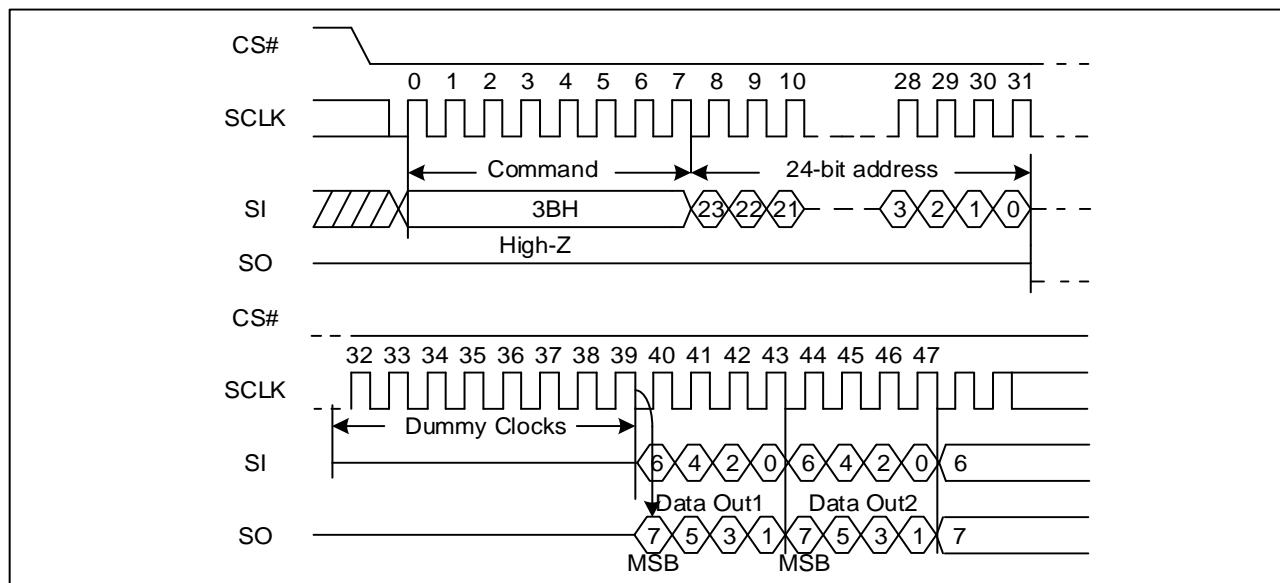 CS#
0 1 2 3 4 5 6 7 8 9 10 28 29 30 31
SCLK
Command 24-bit address
SI 3BH 23 22 21 3 2 1 0
High-Z
SO
CS#
32 33 34 35 36 37 38 39 40 41 42 43 44 45 46 47
SCLK
Dummy Clocks
SI 6 4 2 0 6 4 2 0 6
Data Out1 Data Out2
SO 7 5 3 1 7 5 3 1 7
MSB MSB